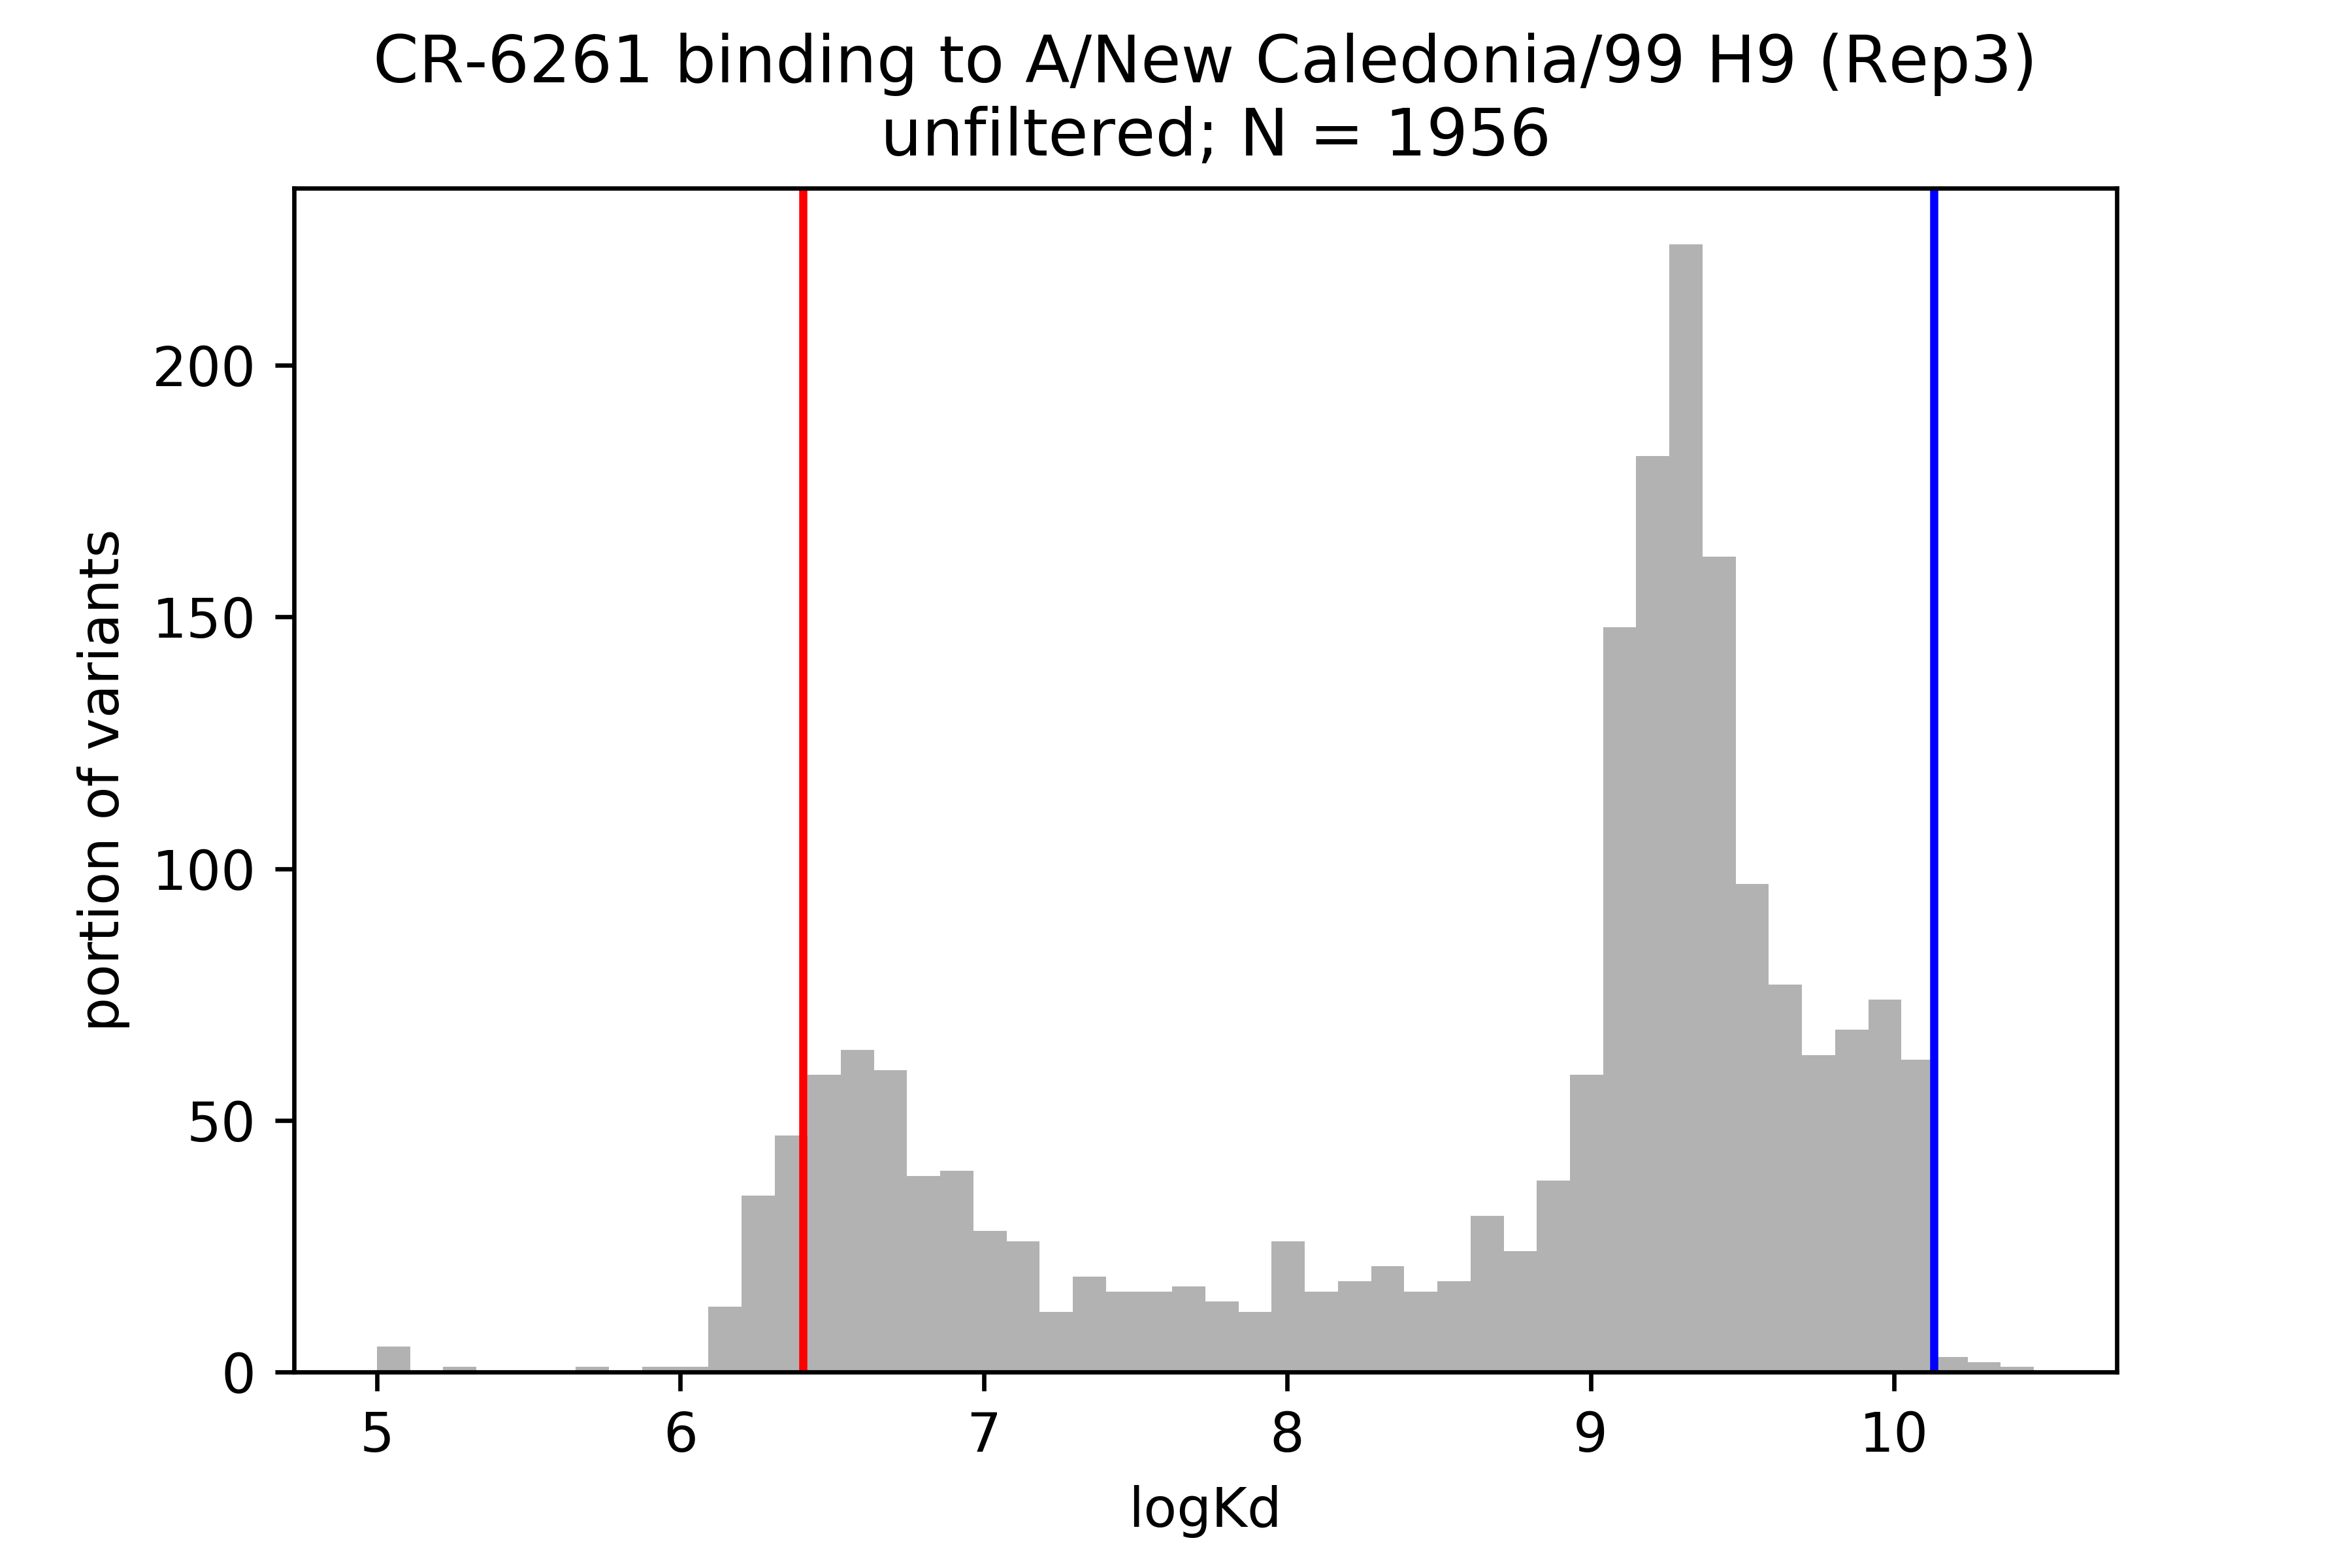 CR-6261 binding to A/New Caledonia/99 H9 (Rep3)
unfiltered; N = 1956
portion of variants
200
150
100
50
0
5 6 7 8 9 10
logKd